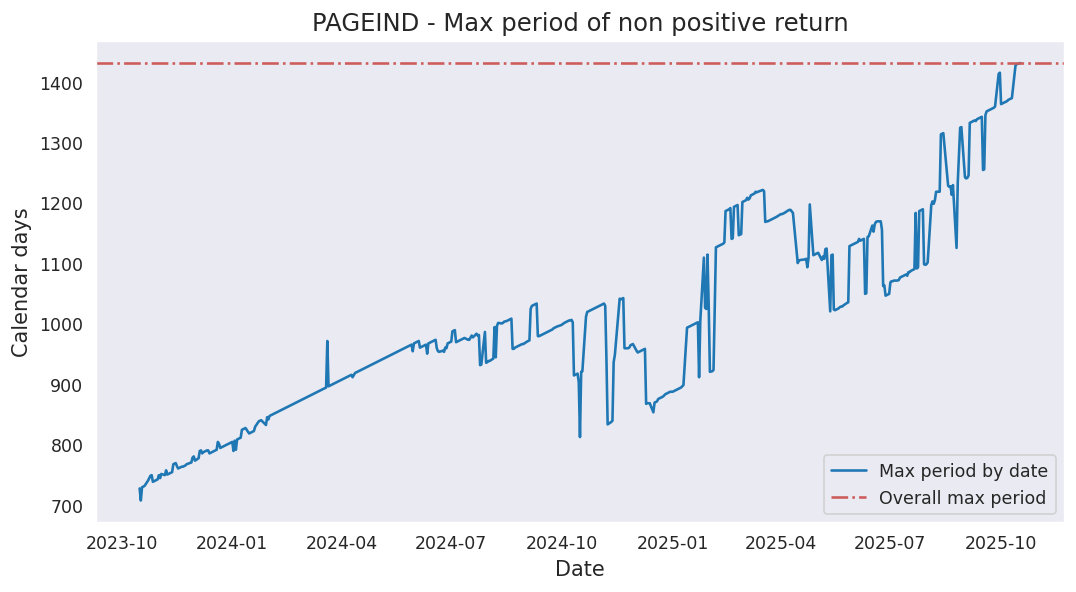 PAGEIND - Max period of non positive return
Calendar days
1400
1300
1200
1100
1000
900
800
700
2023-10 2024-01 2024-04 2024-07 2024-10 2025-01 2025-04 2025-07 2025-10
Date
Max period by date
Overall max period